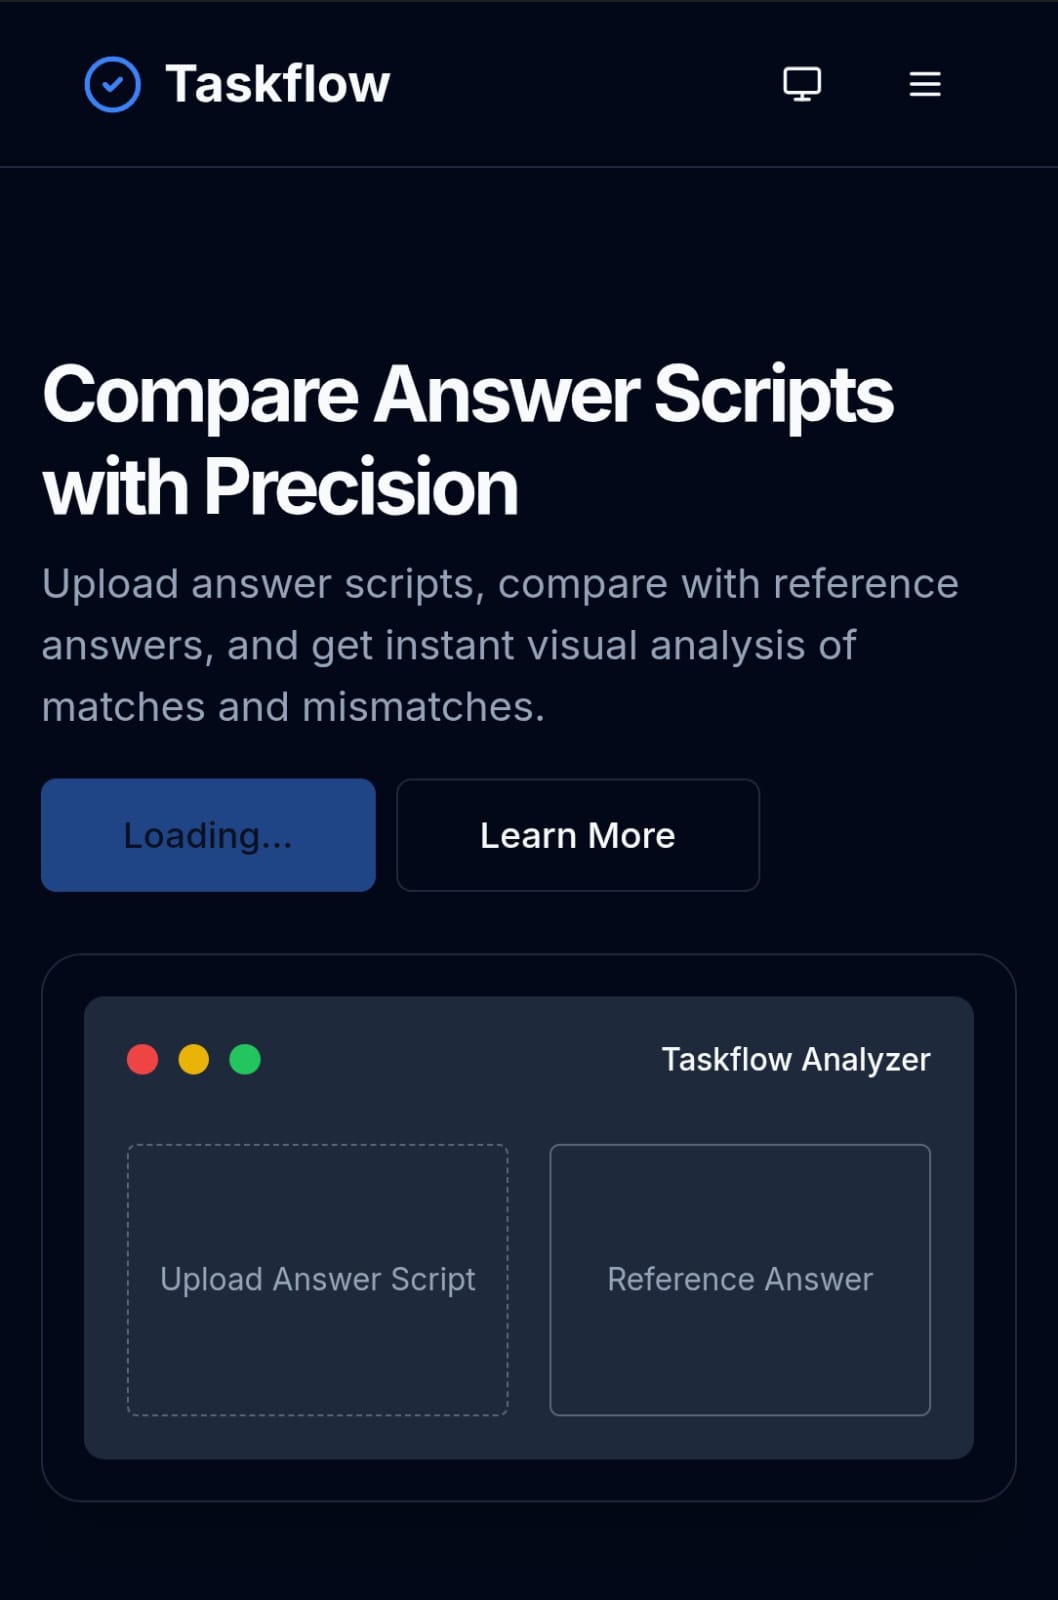 Taskflow
Compare Answer Scripts
with Precision
Upload answer scripts, compare with reference
answers, and get instant visual analysis of
matches and mismatches.
Loading...
Learn More
Taskflow Analyzer
Upload Answer Script
Reference Answer